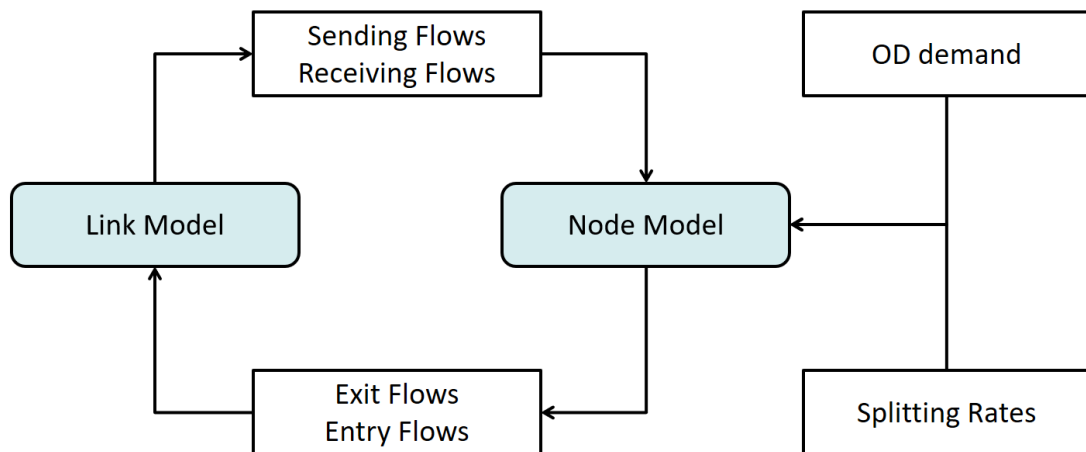 Sending Flows
Receiving Flows
OD demand
Link Model
Node Model
Exit Flows
Entry Flows
Splitting Rates